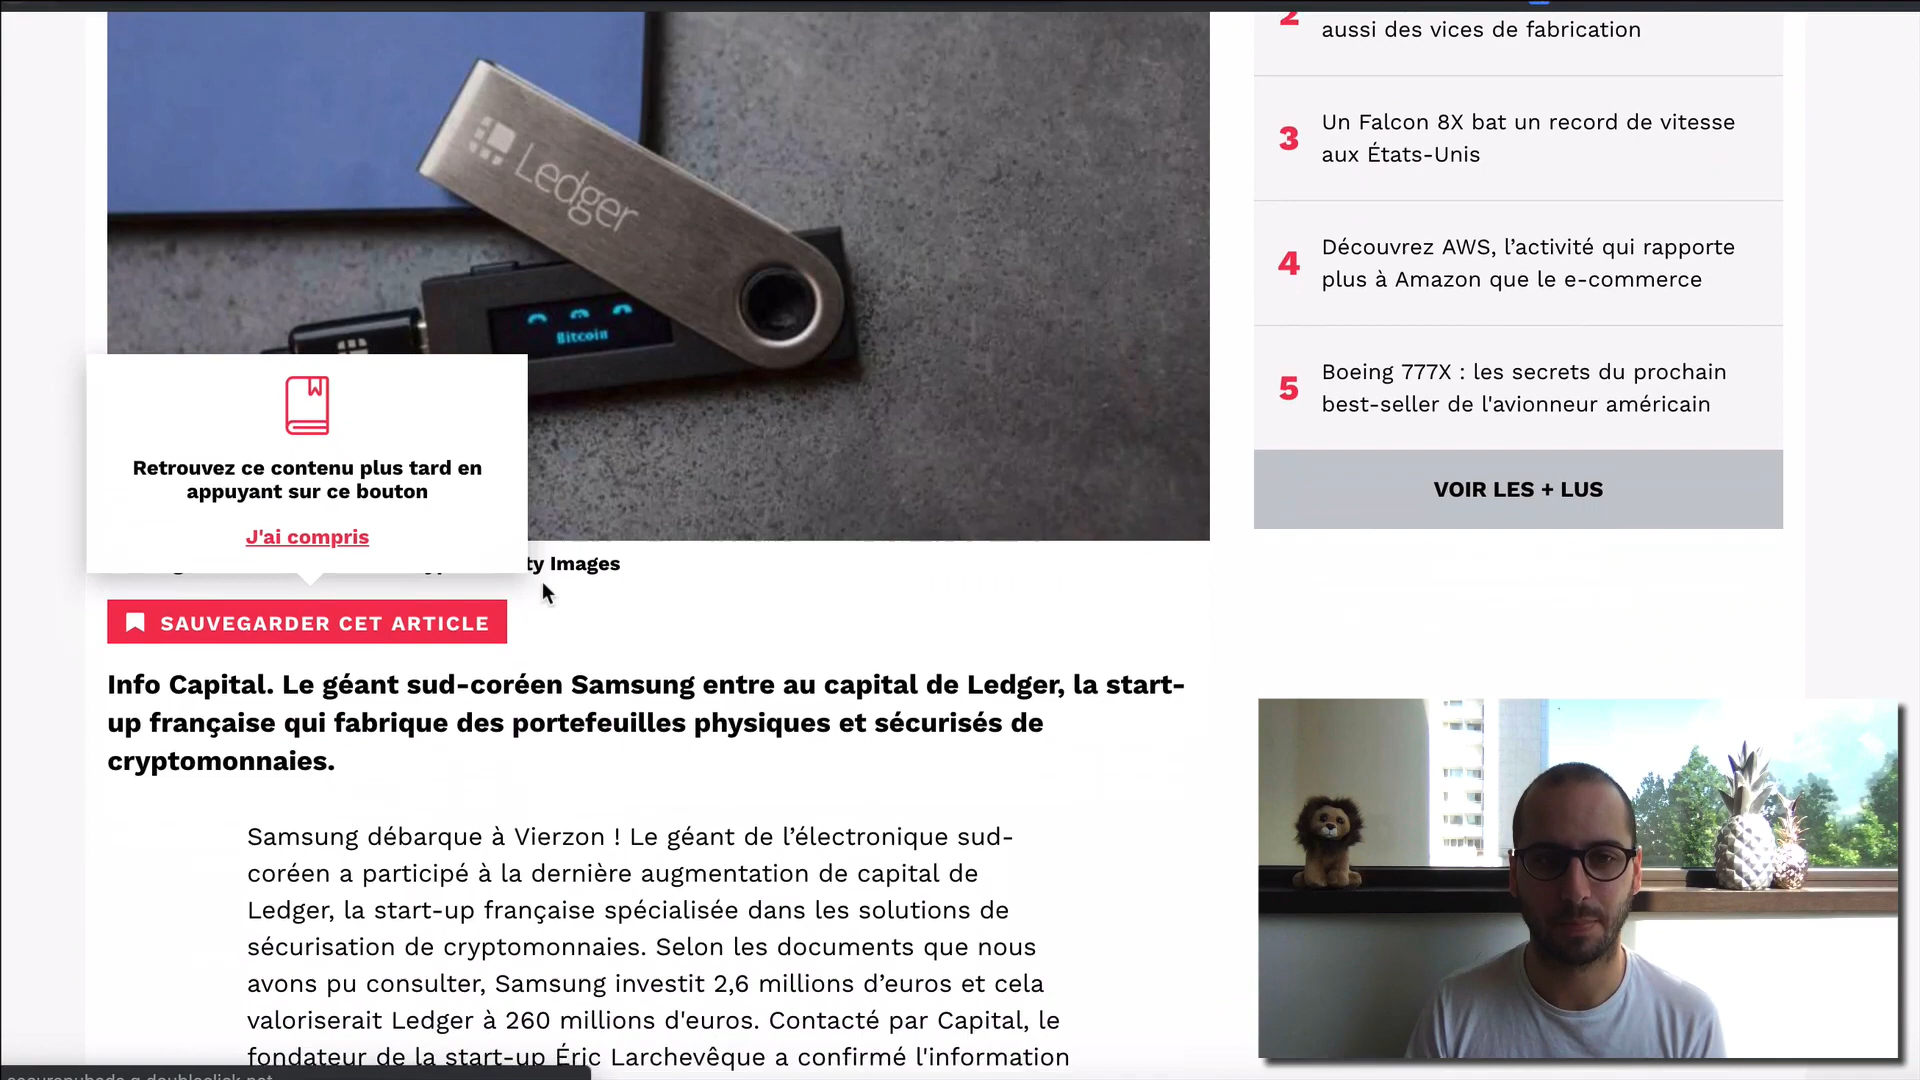 Ledger
Bitcoin
Retrouvez ce contenu plus tard en
appuyant sur ce bouton
J'ai compris
ty Images
SAUVEGARDER CET ARTICLE
Info Capital. Le géant sud-coréen Samsung entre au capital de Ledger, la start-
up française qui fabrique des portefeuilles physiques et sécurisés de
cryptomonnaies.
Samsung débarque à Vierzon ! Le géant de l’électronique sud-
coréen a participé à la dernière augmentation de capital de
Ledger, la start-up française spécialisée dans les solutions de
sécurisation de cryptomonnaies. Selon les documents que nous
avons pu consulter, Samsung investit 2,6 millions d’euros et cela
valoriserait Ledger à 260 millions d'euros. Contacté par Capital, le
fondateur de la start-up Éric Larchevêque a confirmé l'information
2
aussi des vices de fabrication
3 Un Falcon 8X bat un record de vitesse
aux États-Unis
4 Découvrez AWS, l’activité qui rapporte
plus à Amazon que le e-commerce
5 Boeing 777X : les secrets du prochain
best-seller de l'avionneur américain
VOIR LES + LUS